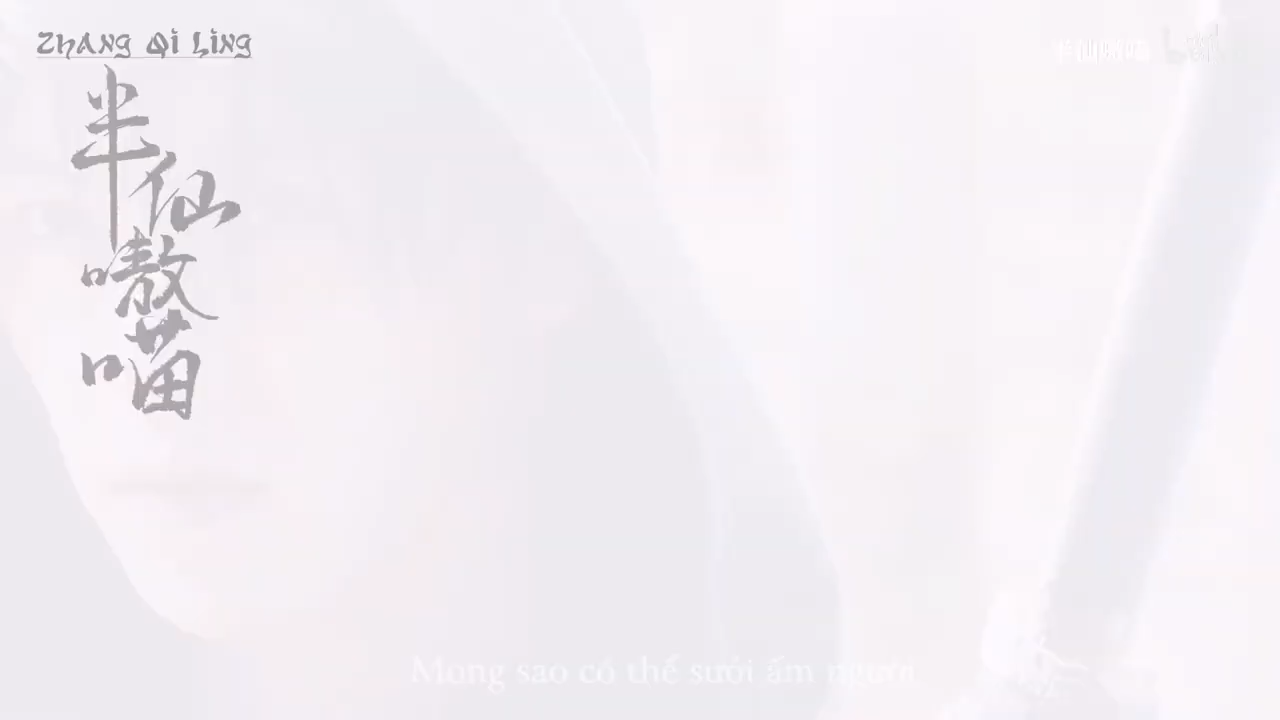 Zhang Qi Ling
半仙嗷喵
Mong sao có thể sưởi ấm người